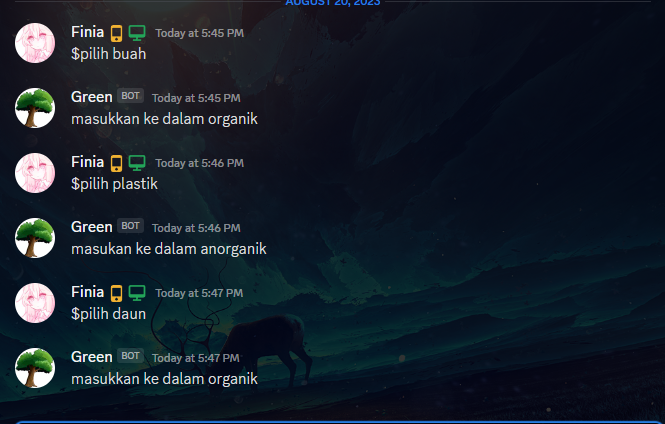 AUGUST 20, 2023
Finia Today at 5:45 PM
$pilih buah
Green BOT Today at 5:45 PM
masukkan ke dalam organik
Finia Today at 5:46 PM
$pilih plastik
Green BOT Today at 5:46 PM
masukan ke dalam anorganik
Finia Today at 5:47 PM
$pilih daun
Green BOT Today at 5:47 PM
masukkan ke dalam organik